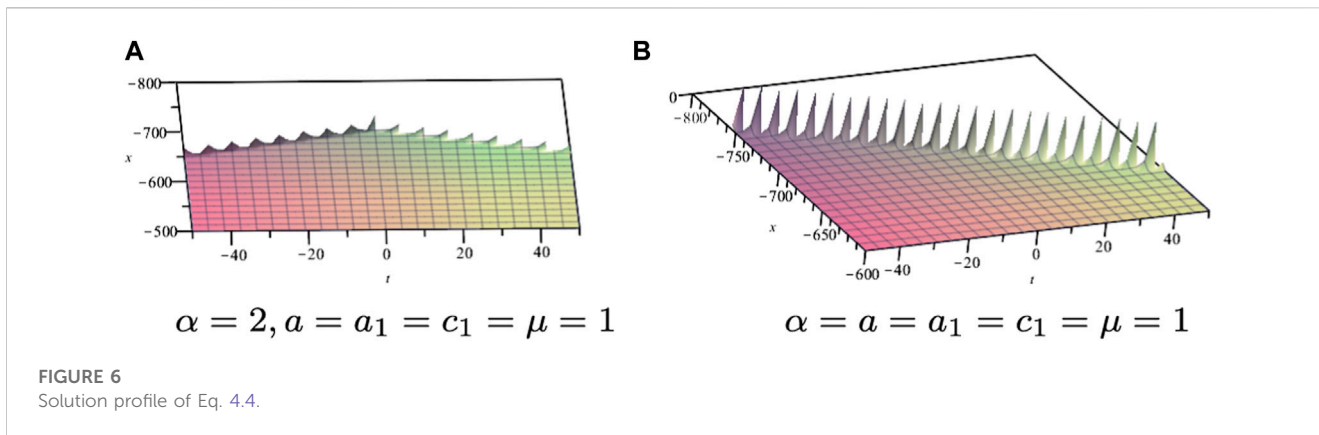 A
B
-800
-700
x
-600
-500
-40
-20
0
20
40
t
0
-800
-750
-700
x
-650
-600
-40
-20
0
20
40
t
α = 2, a = a₁ = c₁ = μ = 1
α = a = a₁ = c₁ = μ = 1
FIGURE 6
Solution profile of Eq. 4.4.